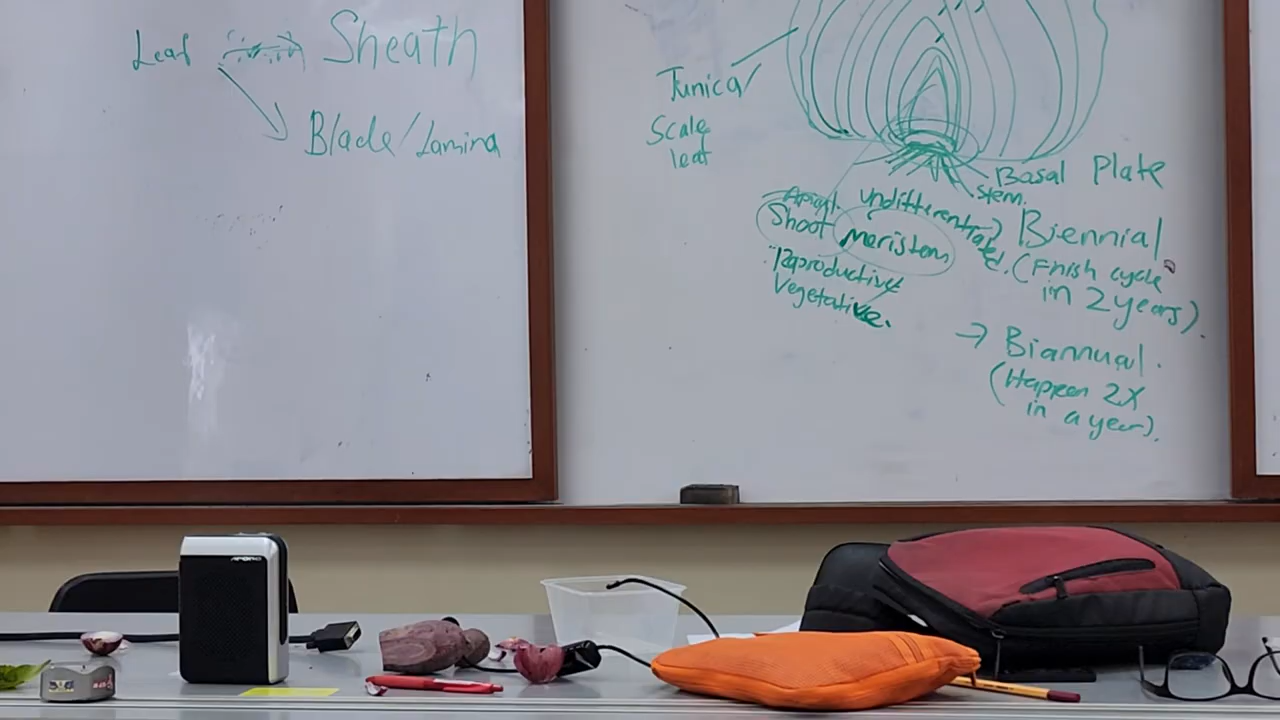 Leaf
Sheath
Blade/Lamina
Tunica
Scale
leaf
Basal Plate
stem.
Apical. undifferentiated.
Shoot meristem
Reproductive
Vegetative.
→ Biennial
(Finish cycle
in 2 years).
→ Biannual.
(Happen 2X
in a year).